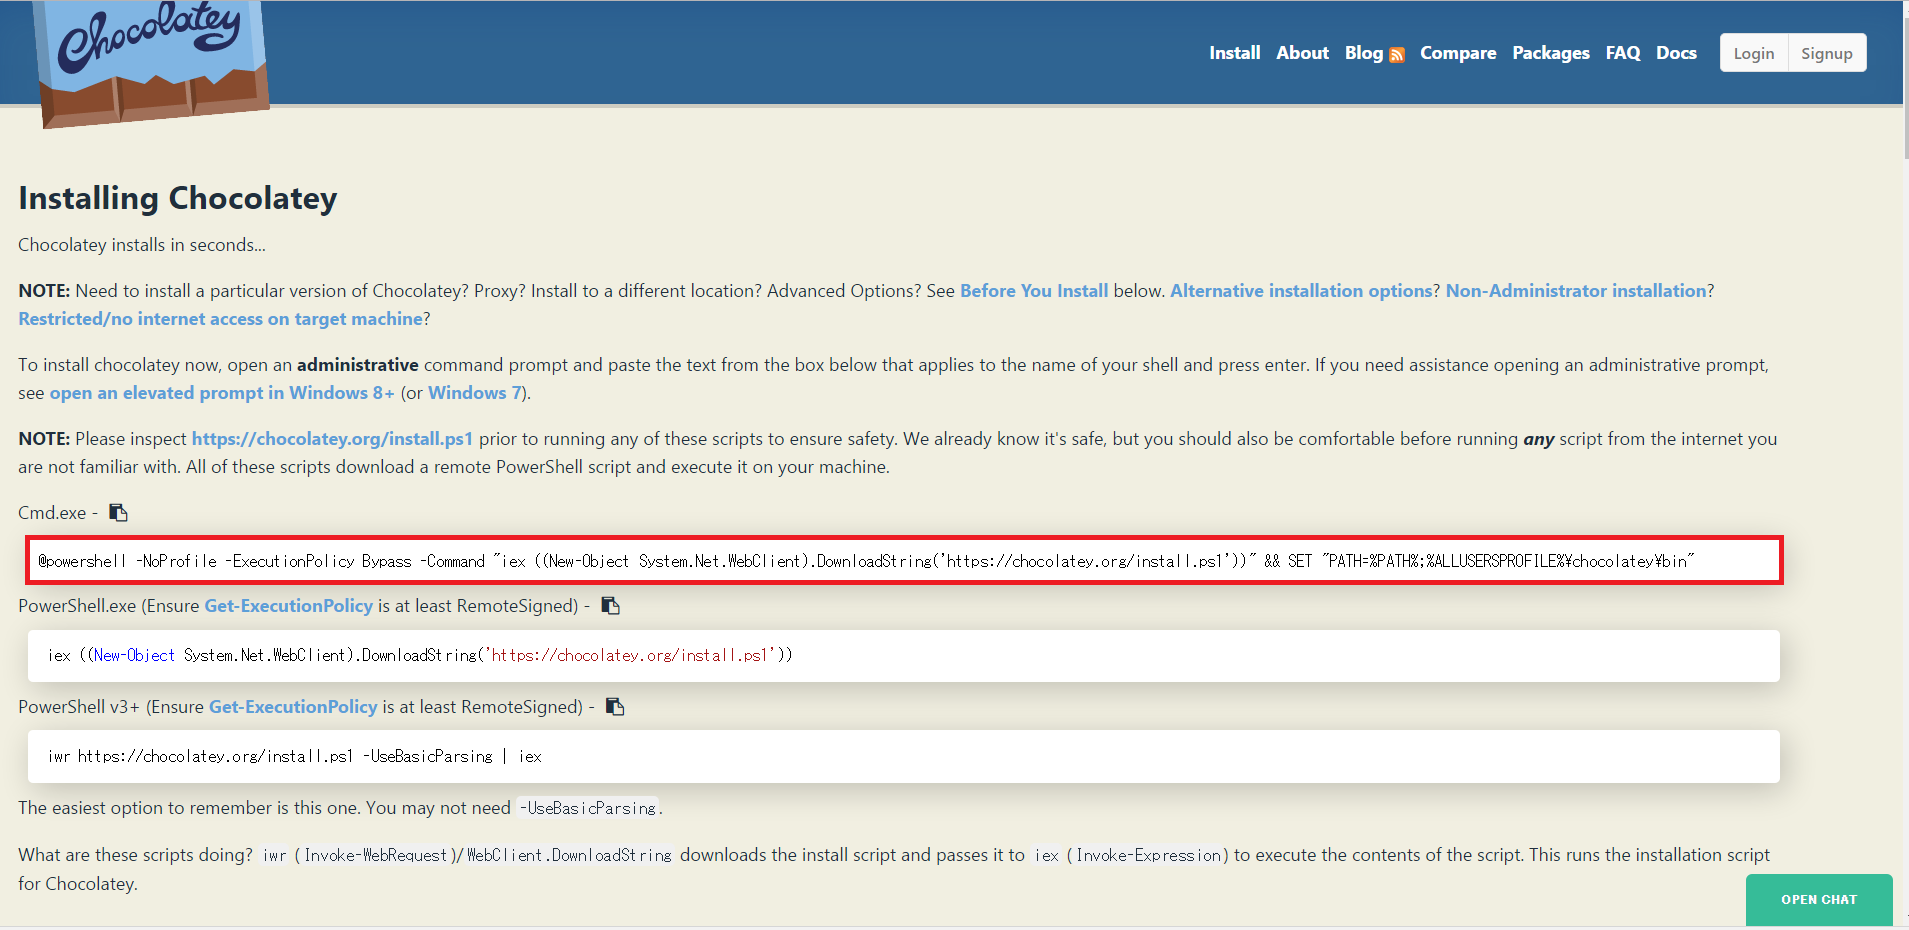 Chocolatey
Install About Blog Compare Packages FAQ Docs Login Signup
Installing Chocolatey
Chocolatey installs in seconds...
NOTE: Need to install a particular version of Chocolatey? Proxy? Install to a different location? Advanced Options? See Before You Install below. Alternative installation options? Non-Administrator installation?
Restricted/no internet access on target machine?
To install chocolatey now, open an administrative command prompt and paste the text from the box below that applies to the name of your shell and press enter. If you need assistance opening an administrative prompt,
see open an elevated prompt in Windows 8+ (or Windows 7).
NOTE: Please inspect https://chocolatey.org/install.ps1 prior to running any of these scripts to ensure safety. We already know it's safe, but you should also be comfortable before running any script from the internet you
are not familiar with. All of these scripts download a remote PowerShell script and execute it on your machine.
Cmd.exe -
@powershell -NoProfile -ExecutionPolicy Bypass -Command "iex ((New-Object System.Net.WebClient).DownloadString('https://chocolatey.org/install.ps1'))" && SET "PATH=%PATH%;%ALLUSERSPROFILE%¥chocolatey¥bin"
PowerShell.exe (Ensure Get-ExecutionPolicy is at least RemoteSigned) -
iex ((New-Object System.Net.WebClient).DownloadString('https://chocolatey.org/install.ps1'))
PowerShell v3+ (Ensure Get-ExecutionPolicy is at least RemoteSigned) -
iwr https://chocolatey.org/install.ps1 -UseBasicParsing | iex
The easiest option to remember is this one. You may not need -UseBasicParsing.
What are these scripts doing? iwr (Invoke-WebRequest)/WebClient.DownloadString downloads the install script and passes it to iex (Invoke-Expression) to execute the contents of the script. This runs the installation script
for Chocolatey.
OPEN CHAT